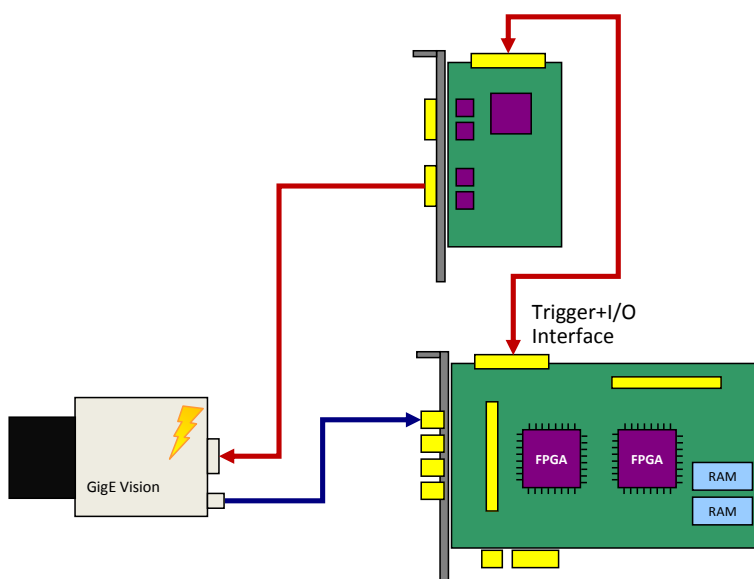 Trigger+I/O
Interface
GigE Vision
FPGA
FPGA
RAM
RAM